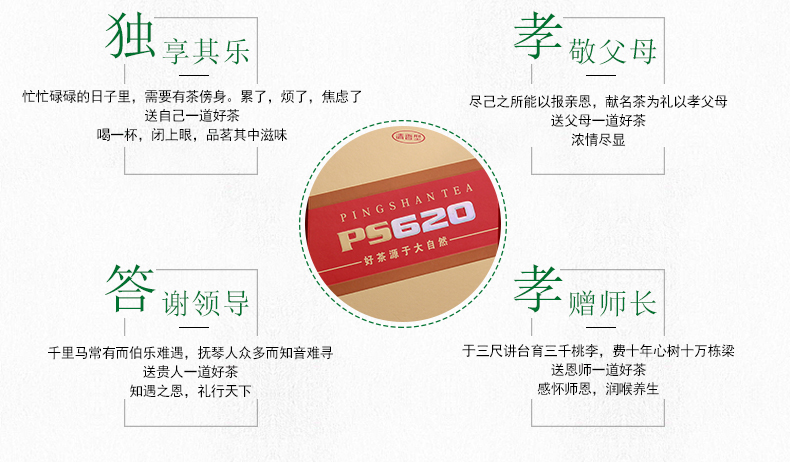 独享其乐
忙忙碌碌的日子里，需要有茶傍身。累了，烦了，焦虑了
送自己一道好茶
喝一杯，闭上眼，品茗其中滋味
孝敬父母
尽己之所能以报亲恩，献名茶为礼以孝父母
送父母一道好茶
浓情尽显
清香型
PINGSHAN TEA
PS620
好茶源于大自然
答谢领导
千里马常有而伯乐难遇，抚琴人众多而知音难寻
送贵人一道好茶
知遇之恩，礼行天下
孝赠师长
于三尺讲台育三千桃李，费十年心树十万栋梁
送恩师一道好茶
感怀师恩，润喉养生